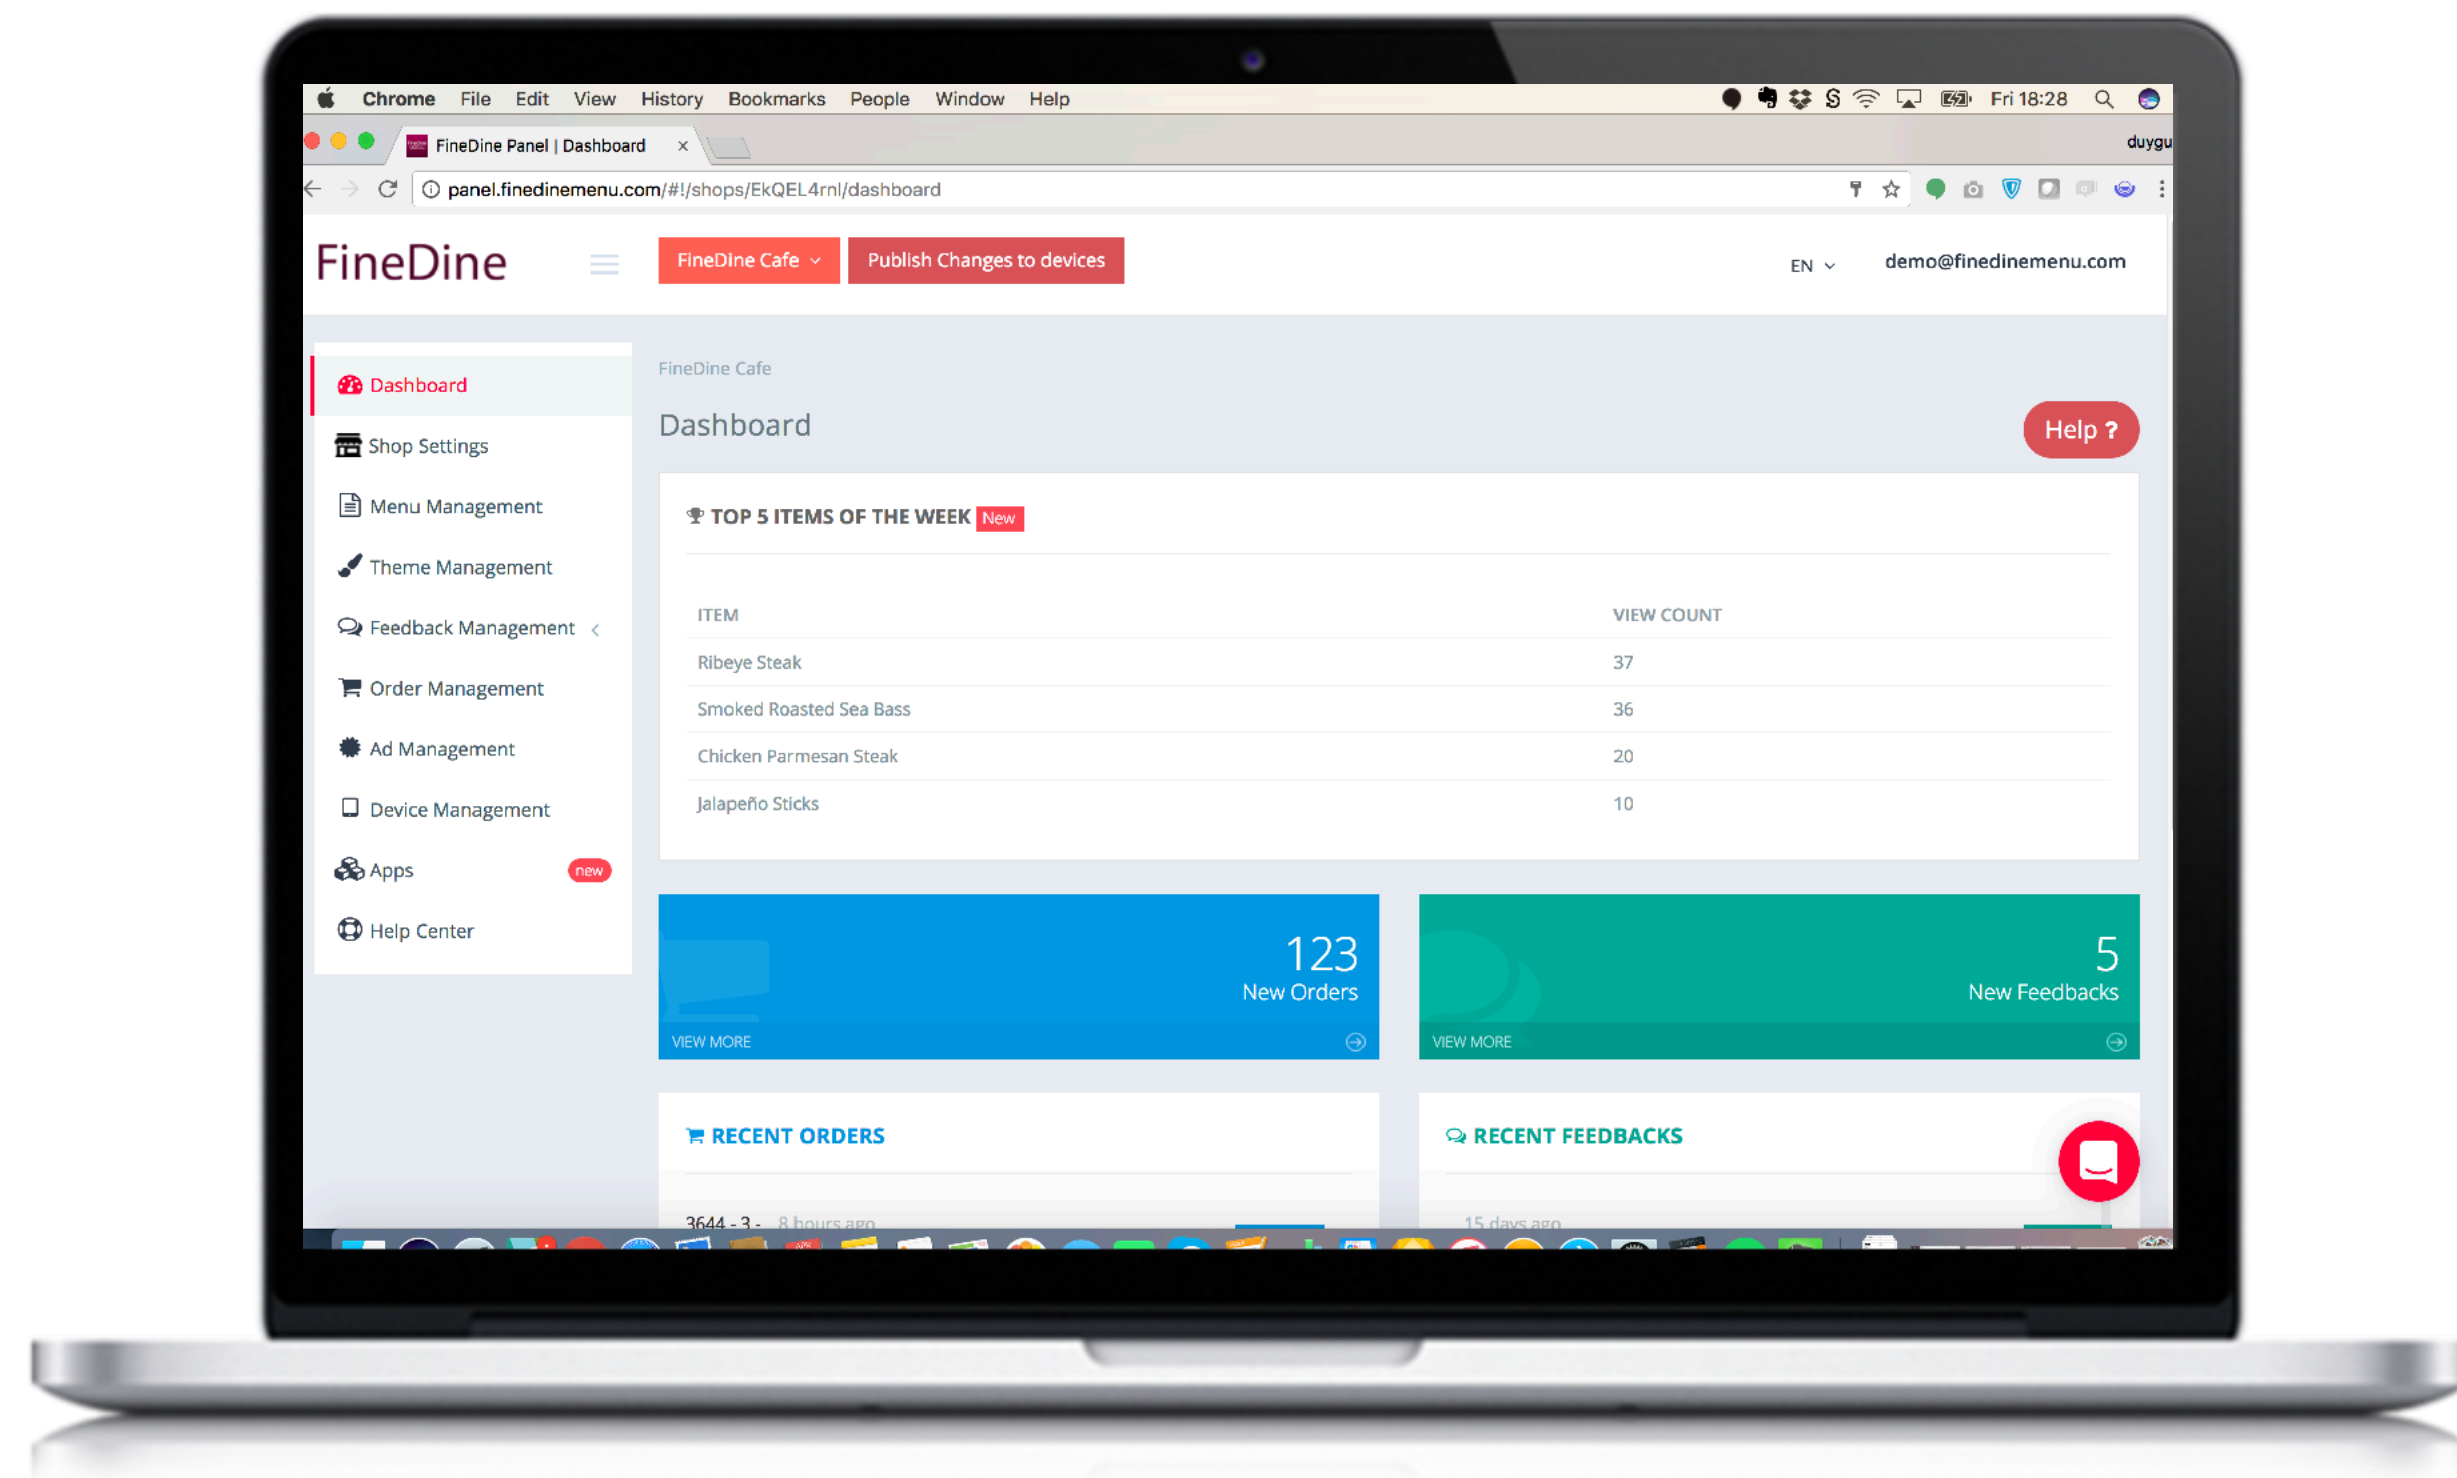 Chrome File Edit View History Bookmarks People Window Help Fri 18:28
FineDine Panel | Dashboard duygu
panel.finedinemenu.com/#!/shops/EkQEL4rnl/dashboard
FineDine FineDine Cafe Publish Changes to devices EN demo@finedinemenu.com
Dashboard
Shop Settings
Menu Management
Theme Management
Feedback Management
Order Management
Ad Management
Device Management
Apps new
Help Center
FineDine Cafe
Dashboard
Help ?
TOP 5 ITEMS OF THE WEEK New
ITEM VIEW COUNT
Ribeye Steak 37
Smoked Roasted Sea Bass 36
Chicken Parmesan Steak 20
Jalapeño Sticks 10
123
New Orders
VIEW MORE
5
New Feedbacks
VIEW MORE
RECENT ORDERS
3644 - 3 - 8 hours ago
RECENT FEEDBACKS
15 days ago